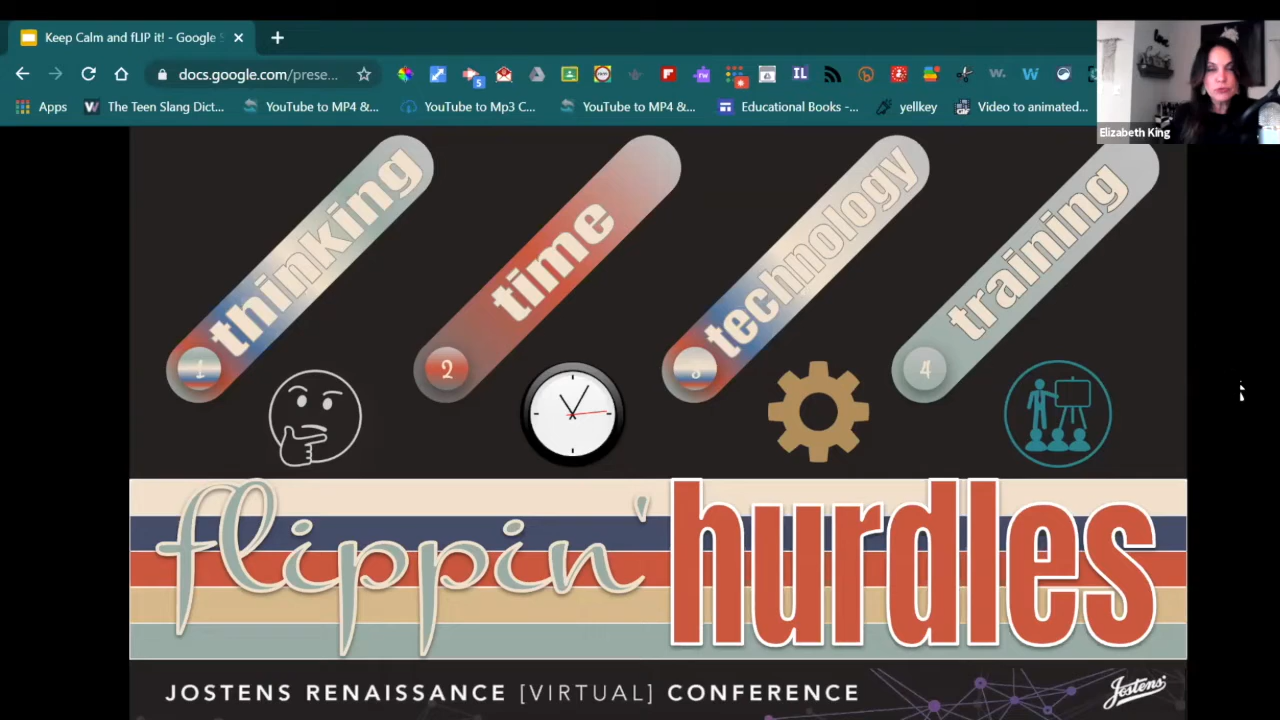 Keep Calm and fLIP it! - Google S
docs.google.com/prese...
Apps
The Teen Slang Dict...
YouTube to MP4 &...
YouTube to Mp3 C...
YouTube to MP4 &...
Educational Books -...
yellkey
Video to animated...
Elizabeth King
thinking
time
technology
training
1
2
3
4
flippin' hurdles
JOSTENS RENAISSANCE [VIRTUAL] CONFERENCE
Jostens